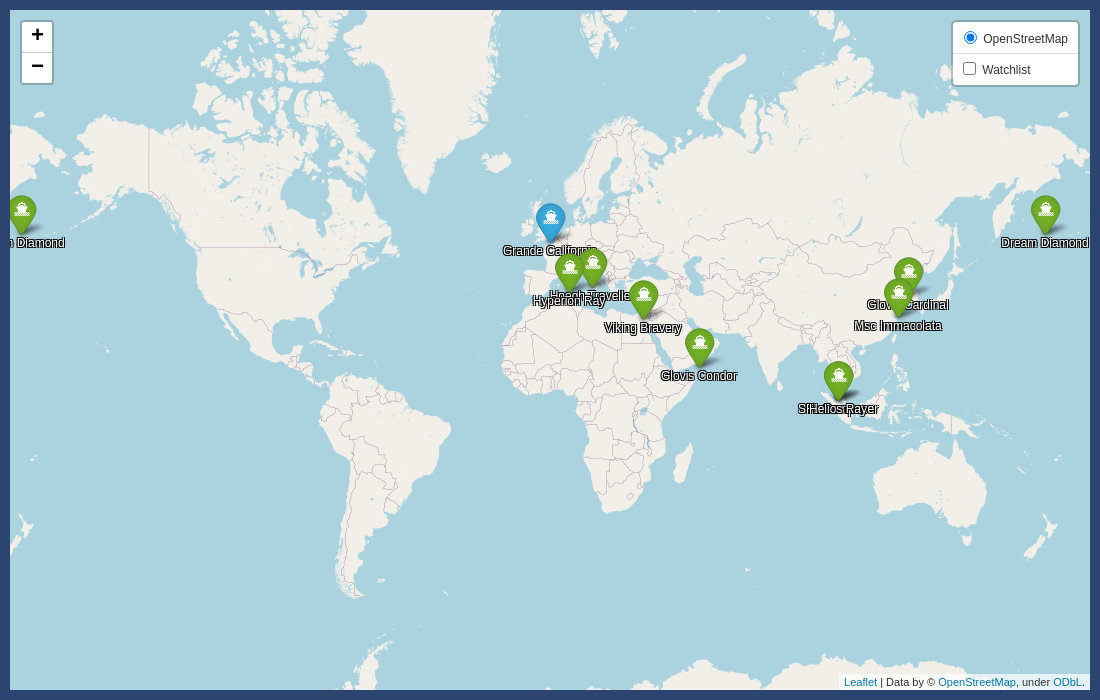 +
−
OpenStreetMap
Watchlist
n Diamond
Dream Diamond
Grande California
Hoegh Traveller
Hyperion Ray
Viking Bravery
Glovis Cardinal
Msc Immacolata
Glovis Condor
Helios Rayer
Leaflet | Data by © OpenStreetMap, under ODbL.